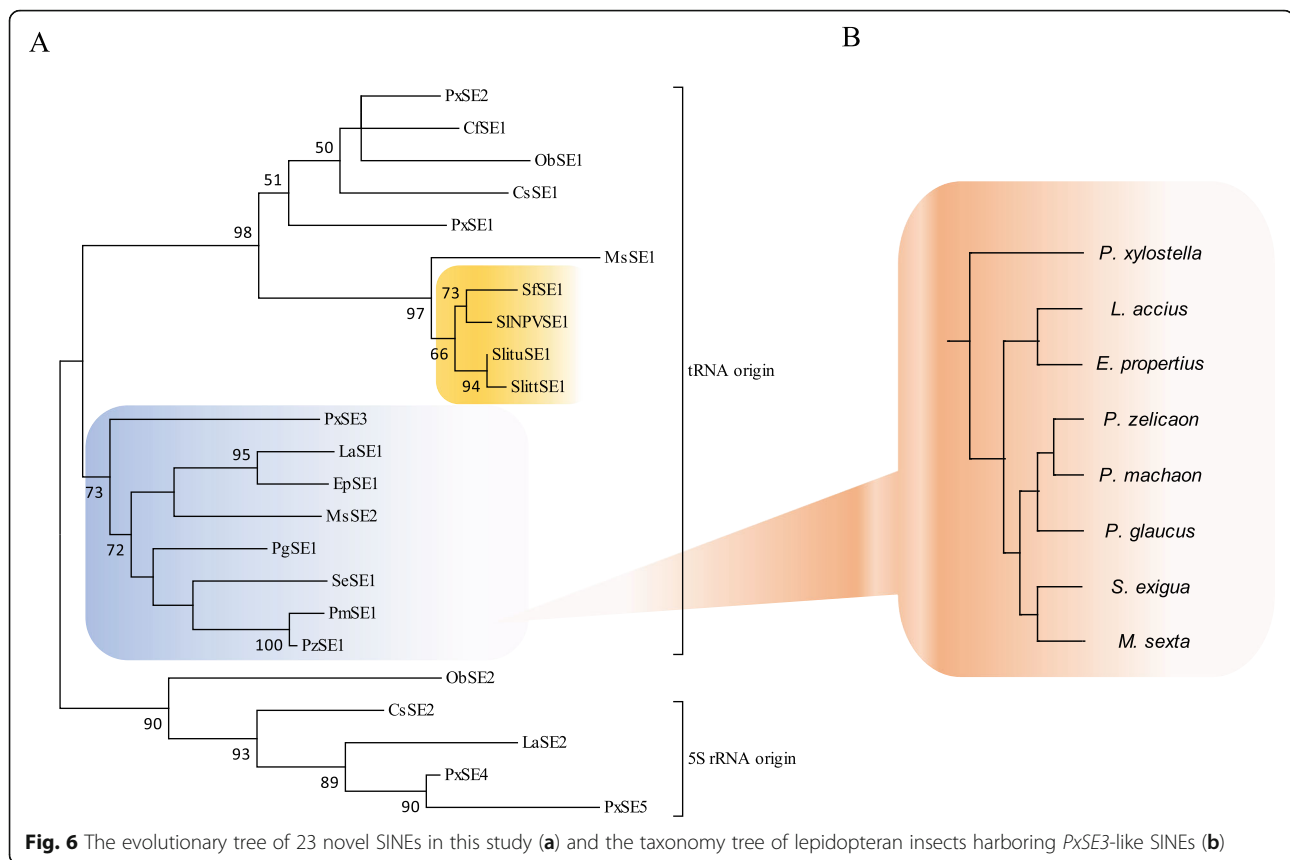 A
B
PxSE2
CfSE1
50
ObSE1
51
CsSE1
PxSE1
98
MsSE1
SfSE1
73
97
SlNPVSE1
66
SlituSE1
94
SlittSE1
tRNA origin
PxSE3
95
LaSE1
73
EpSE1
MsSE2
72
PgSE1
SeSE1
PmSE1
100
PzSE1
ObSE2
90
CsSE2
93
LaSE2
5S rRNA origin
89
PxSE4
90
PxSE5
P. xylostella
L. accius
E. propertius
P. zelicaon
P. machaon
P. glaucus
S. exigua
M. sexta
Fig. 6 The evolutionary tree of 23 novel SINEs in this study (a) and the taxonomy tree of lepidopteran insects harboring PxSE3-like SINEs (b)